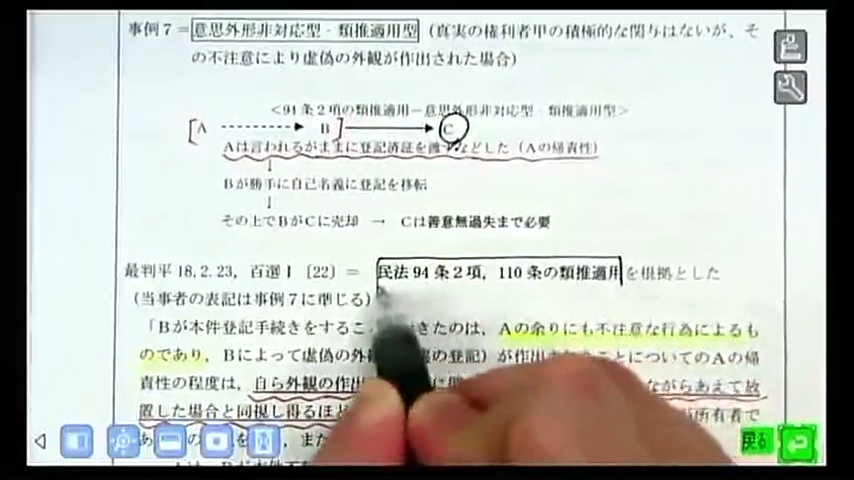 事例7＝意思外形非対応型‐類推適用型（真実の権利者甲の積極的な関与はないが、そ
の不注意により虚偽の外観が作出された場合）
＜94条2項の類推適用－意思外形非対応型‐類推適用型＞
A B C
Aは言われるがままに登記済証を渡すなどした（Aの帰責性）
↓
Bが勝手に自己名義に登記を移転
↓
その上でBがCに売却 → Cは善意無過失まで必要
最判平18.2.23，百選Ⅰ〔22〕＝ 民法94条2項，110条の類推適用を根拠とした
（当事者の表記は事例7に準じる）
「Bが本件登記手続きをするこ きたのは、Aの余りにも不注意な行為によるも
のであり，Bによって虚偽の外 の登記）が作出 ことについてのAの帰
責性の程度は，自ら外観の作出 ながらあえて放
置した場合と同視し得るほど 所有者で
あ の を
戻る